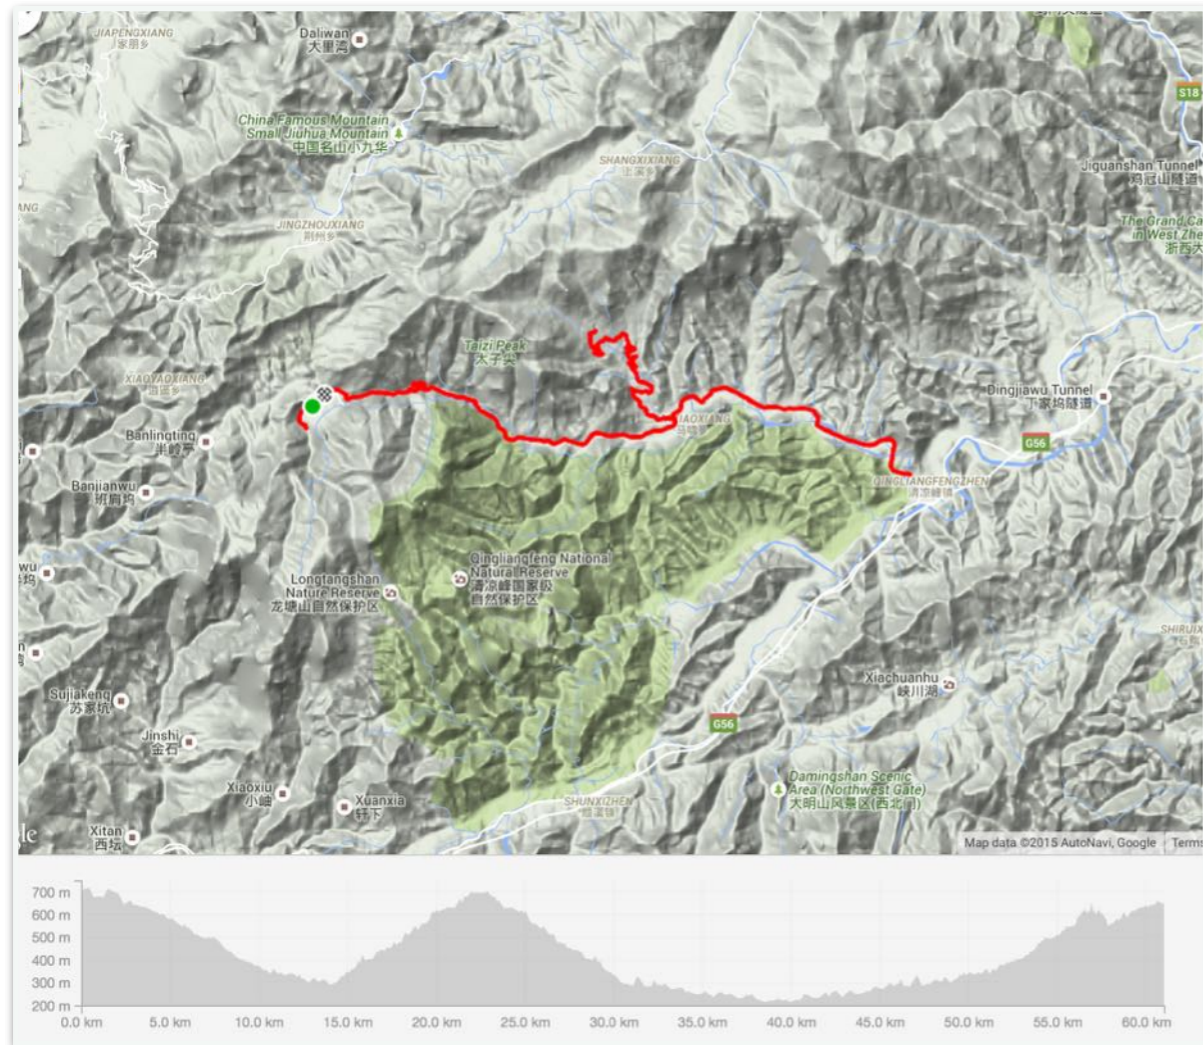 JIAPENGXIANG
家朋乡
Daliwan
大里湾
S18
China Famous Mountain
Small Jiuhua Mountain
中国名山小九华
SHANGXIXIANG
上溪乡
Jiguanshan Tunnel
鸡冠山隧道
ANG
JINGZHOUXIANG
荆州乡
The Grand Ca
in West Zhe
浙西大
Taizi Peak
太子尖
XIAOYAOXIANG
逍遥乡
Dingjiawu Tunnel
丁家坞隧道
Banlingting
半岭亭
IAOXIANG
G56
Banjianwu
班肩坞
QINGLIANGFENGZHEN
清凉峰镇
wu
坞
Qingliangfeng National
Natural Reserve
清凉峰国家级
自然保护区
Longtangshan
Nature Reserve
龙塘山自然保护区
SHIRUIX
Sujiakeng
苏家坑
Xiachuanhu
峡川湖
G56
Jinshi
金石
Xiaoxiu
小岫
Xuanxia
轩下
SHUNXIZHEN
Damingshan Scenic
Area (Northwest Gate)
大明山风景区(西北门)
Xitan
西坛
Map data ©2015 AutoNavi, Google
Terms
700 m
600 m
500 m
400 m
300 m
200 m
0.0 km 5.0 km 10.0 km 15.0 km 20.0 km 25.0 km 30.0 km 35.0 km 40.0 km 45.0 km 50.0 km 55.0 km 60.0 km